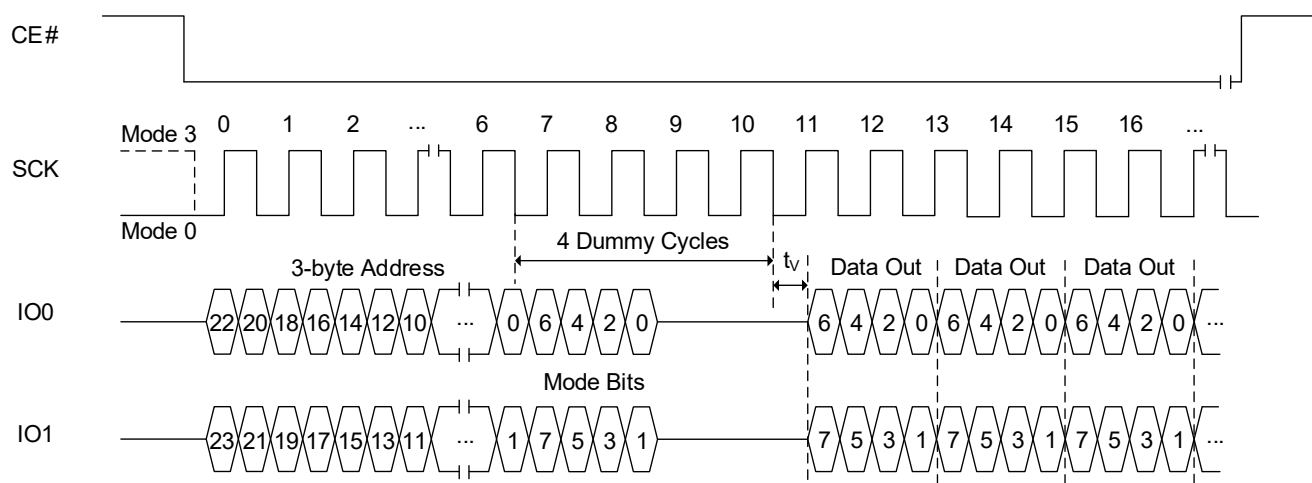 CE#
0 1 2 ... 6 7 8 9 10 11 12 13 14 15 16 ...
Mode 3
SCK
Mode 0
4 Dummy Cycles
3-byte Address tV Data Out Data Out Data Out
IO0 22 20 18 16 14 12 10 ... 0 6 4 2 0 6 4 2 0 6 4 2 0 6 4 2 0 ...
Mode Bits
IO1 23 21 19 17 15 13 11 ... 1 7 5 3 1 7 5 3 1 7 5 3 1 7 5 3 1 ...